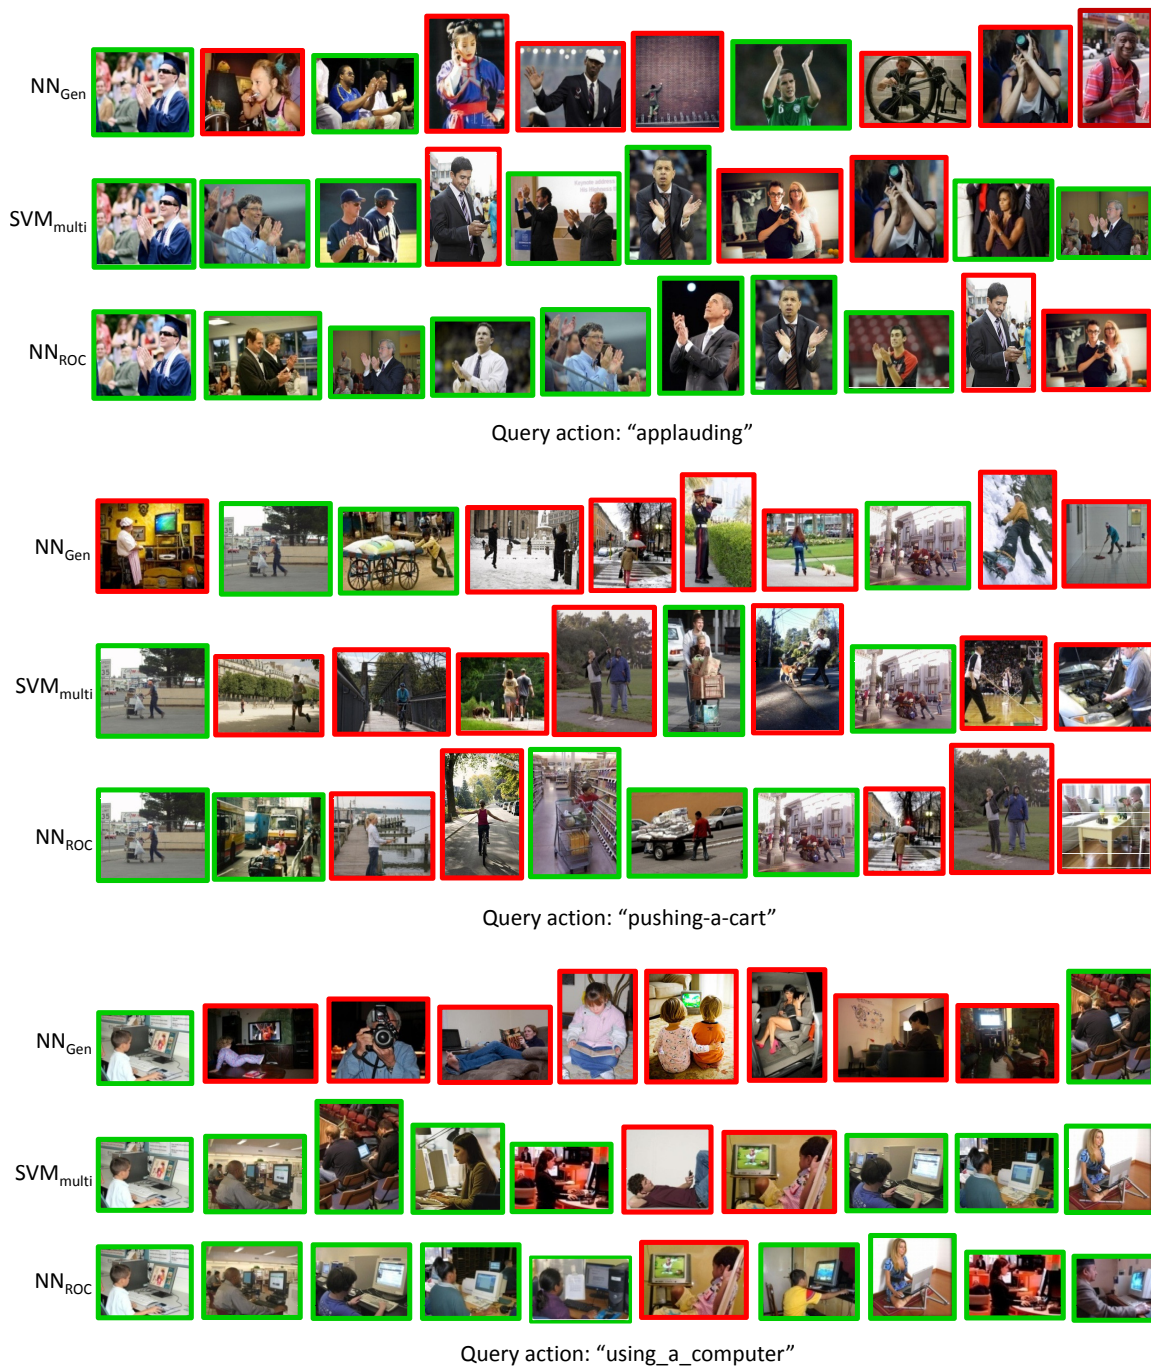 NNGen
SVMmulti
NNROC
Query action: “applauding”
NNGen
SVMmulti
NNROC
Query action: “pushing-a-cart”
NNGen
SVMmulti
NNROC
Query action: “using_a_computer”